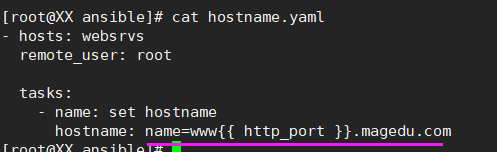 [root@XX ansible]# cat hostname.yaml
- hosts: websrvs
  remote_user: root

  tasks:
    - name: set hostname
      hostname: name=www{{ http_port }}.magedu.com
[root@XX ansible]#